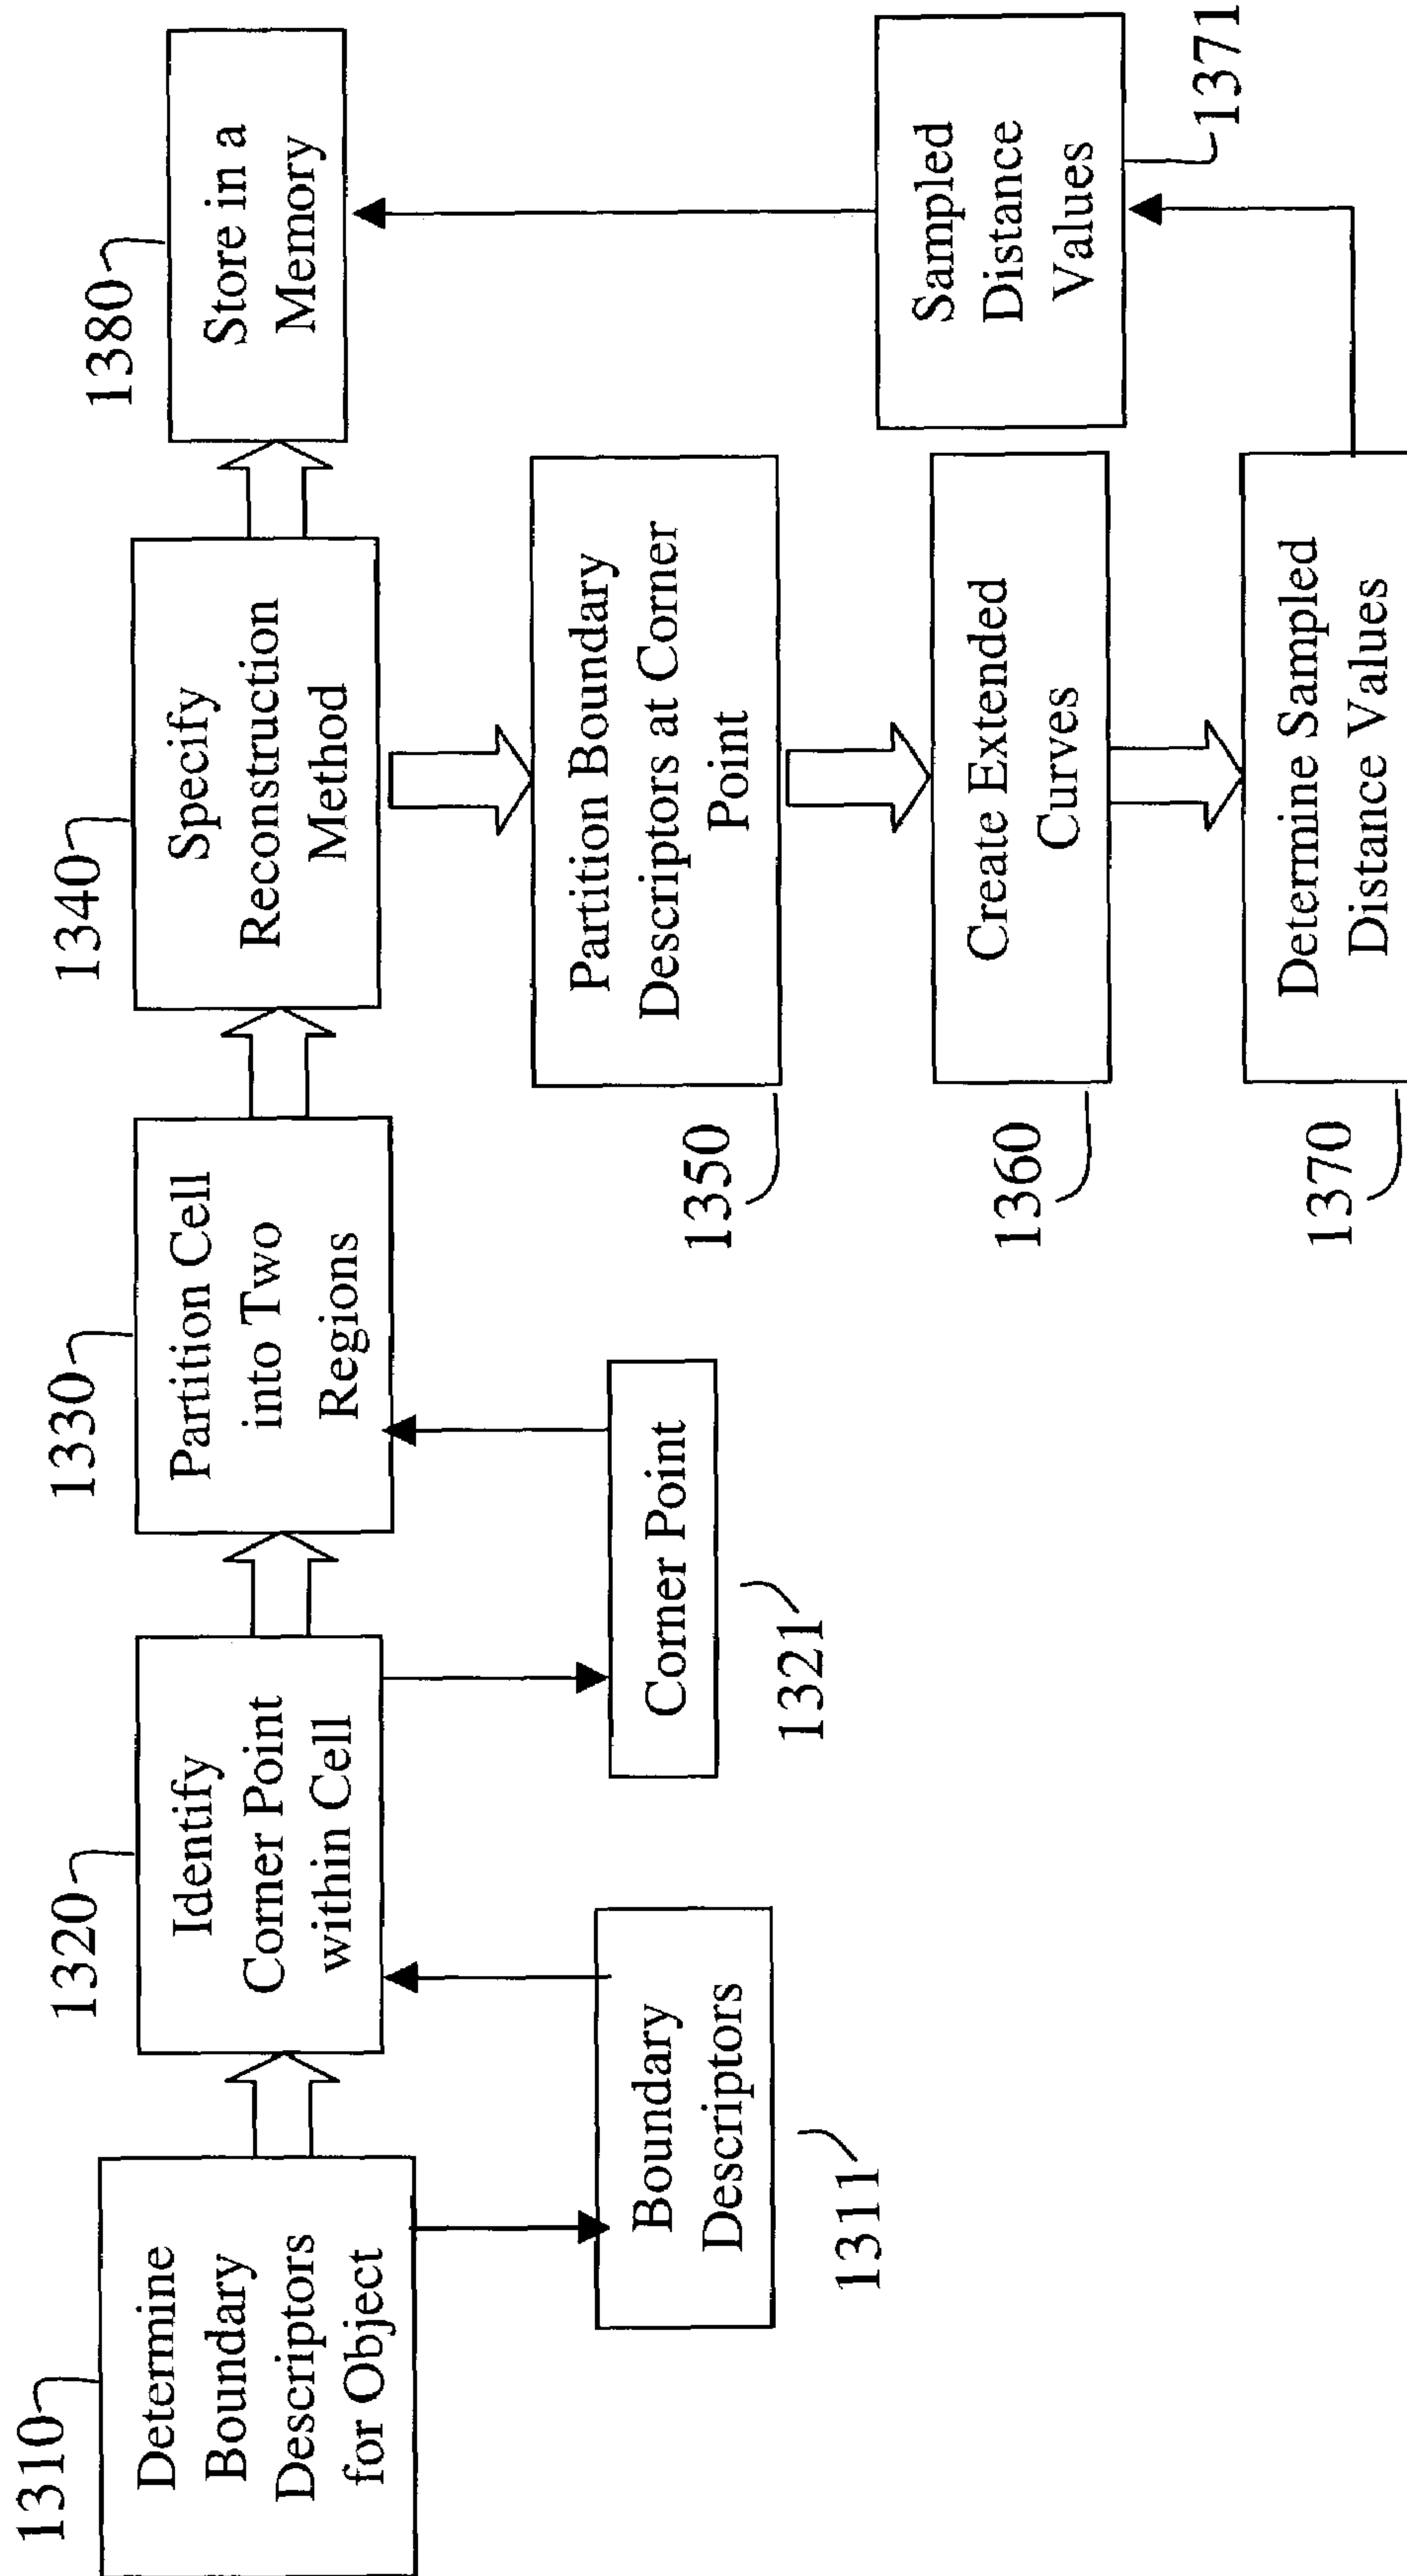 1310
Determine
Boundary
Descriptors
for Object
1320
Identify
Corner Point
within Cell
1330
Partition Cell
into Two
Regions
1340
Specify
Reconstruction
Method
1380
Store in a
Memory
Boundary
Descriptors
1311
Corner Point
1321
Partition Boundary
Descriptors at Corner
Point
1350
Create Extended
Curves
1360
Determine Sampled
Distance Values
1370
Sampled
Distance
Values
1371